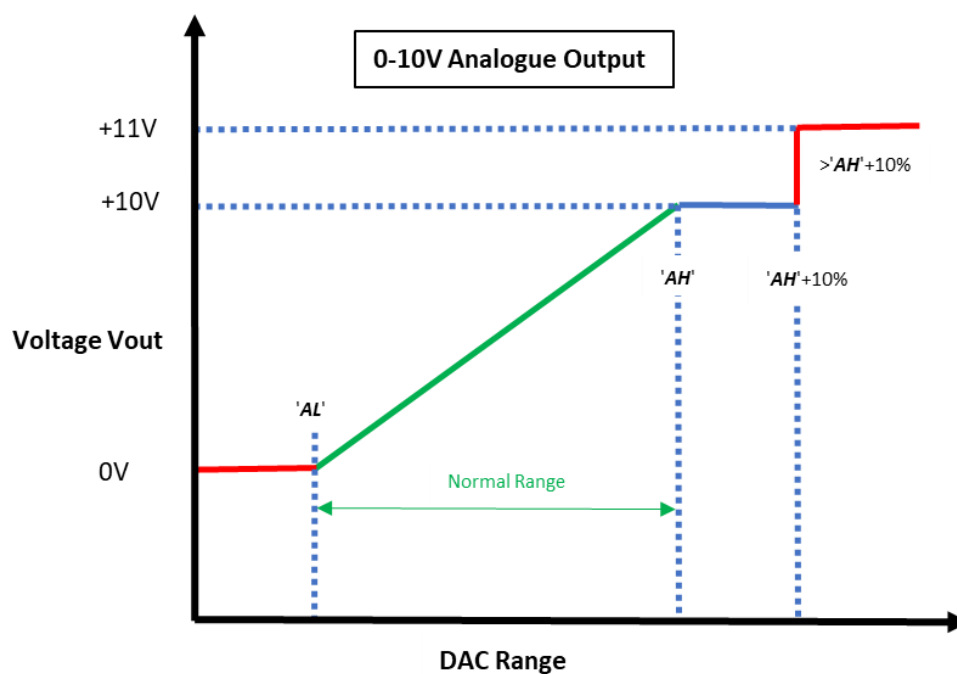 0-10V Analogue Output
+11V
>'AH'+10%
+10V
'AH'
'AH'+10%
Voltage Vout
'AL'
0V
Normal Range
DAC Range